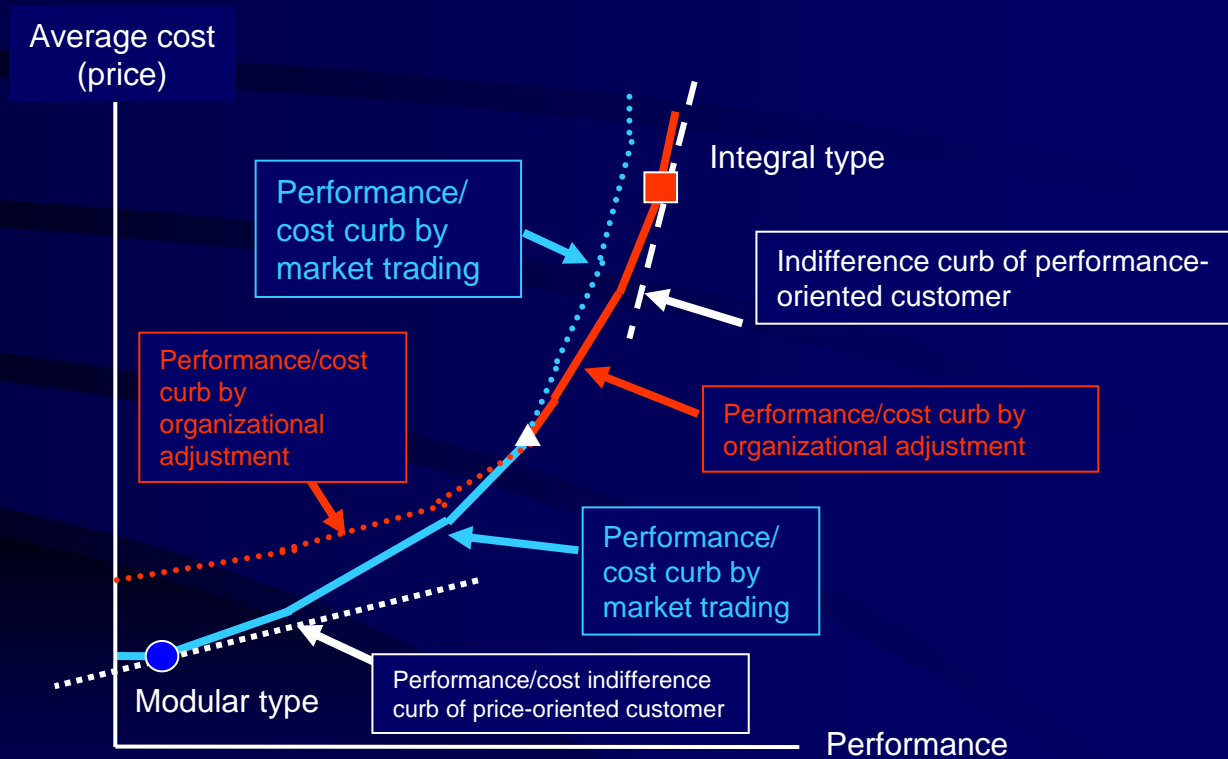 Average cost
(price)
Integral type
Performance/
cost curb by
market trading
Indifference curb of performance-
oriented customer
Performance/cost
curb by
organizational
adjustment
Performance/cost curb by
organizational adjustment
Performance/
cost curb by
market trading
Performance/cost indifference
curb of price-oriented customer
Modular type
Performance